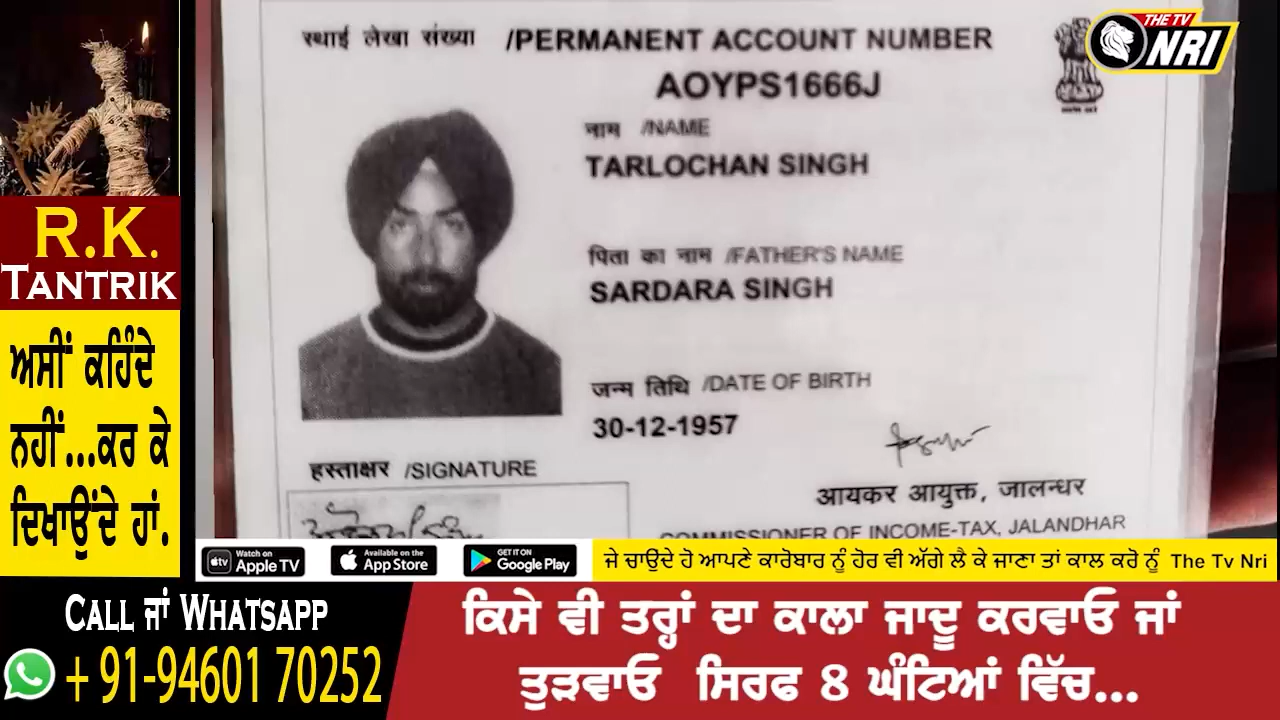 स्थाई लेखा संख्या /PERMANENT ACCOUNT NUMBER
AOYPS1666J
नाम /NAME
TARLOCHAN SINGH
पिता का नाम /FATHER'S NAME
SARDARA SINGH
जन्म तिथि /DATE OF BIRTH
30-12-1957
हस्ताक्षर /SIGNATURE
आयकर आयुक्त, जालन्धर
COMMISSIONER OF INCOME-TAX, JALANDHAR
THE TV
NRI
R.K.
TANTRIK
ਅਸੀਂ ਕਹਿੰਦੇ
ਨਹੀਂ...ਕਰ ਕੇ
ਦਿਖਾਉਂਦੇ ਹਾਂ.
Watch on
Apple TV
Available on the
App Store
GET IT ON
Google Play
ਜੇ ਚਾਉਂਦੇ ਹੋ ਆਪਣੇ ਕਾਰੋਬਾਰ ਨੂੰ ਹੋਰ ਵੀ ਅੱਗੇ ਲੈ ਕੇ ਜਾਣਾ ਤਾਂ ਕਾਲ ਕਰੋ ਨੂੰ The Tv Nri
CALL ਜਾਂ WHATSAPP
+ 91-94601 70252
ਕਿਸੇ ਵੀ ਤਰ੍ਹਾਂ ਦਾ ਕਾਲਾ ਜਾਦੂ ਕਰਵਾਓ ਜਾਂ
ਤੁੜਵਾਓ ਸਿਰਫ 8 ਘੰਟਿਆਂ ਵਿੱਚ...